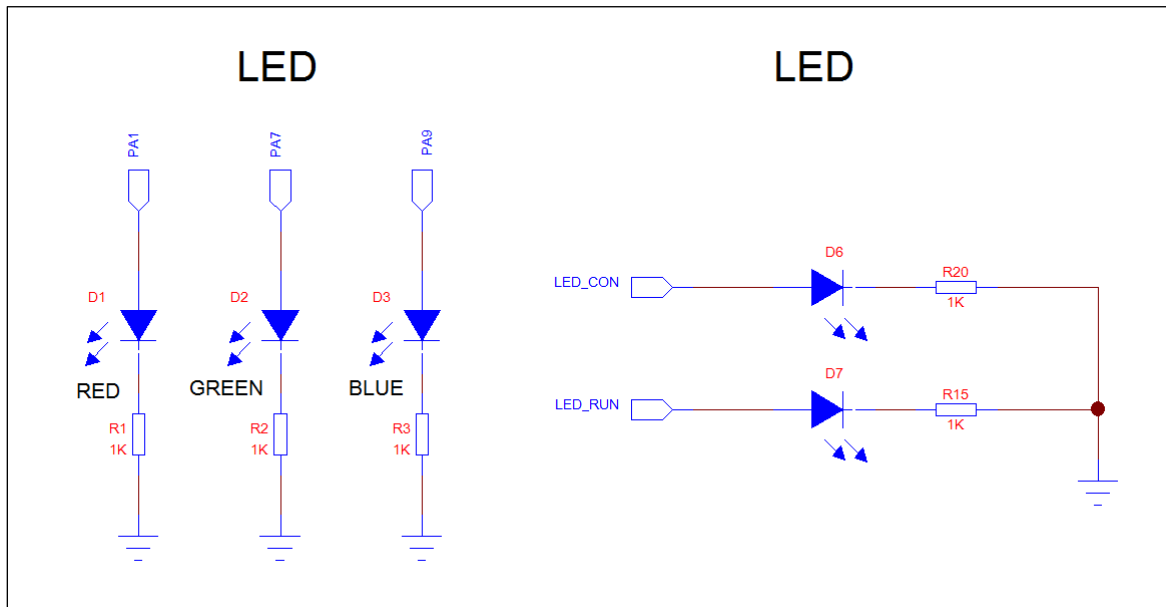 LED
PA1
PA7
PA9
D1
D2
D3
RED
GREEN
BLUE
R1
1K
R2
1K
R3
1K
LED
LED_CON
D6
R20
1K
LED_RUN
D7
R15
1K